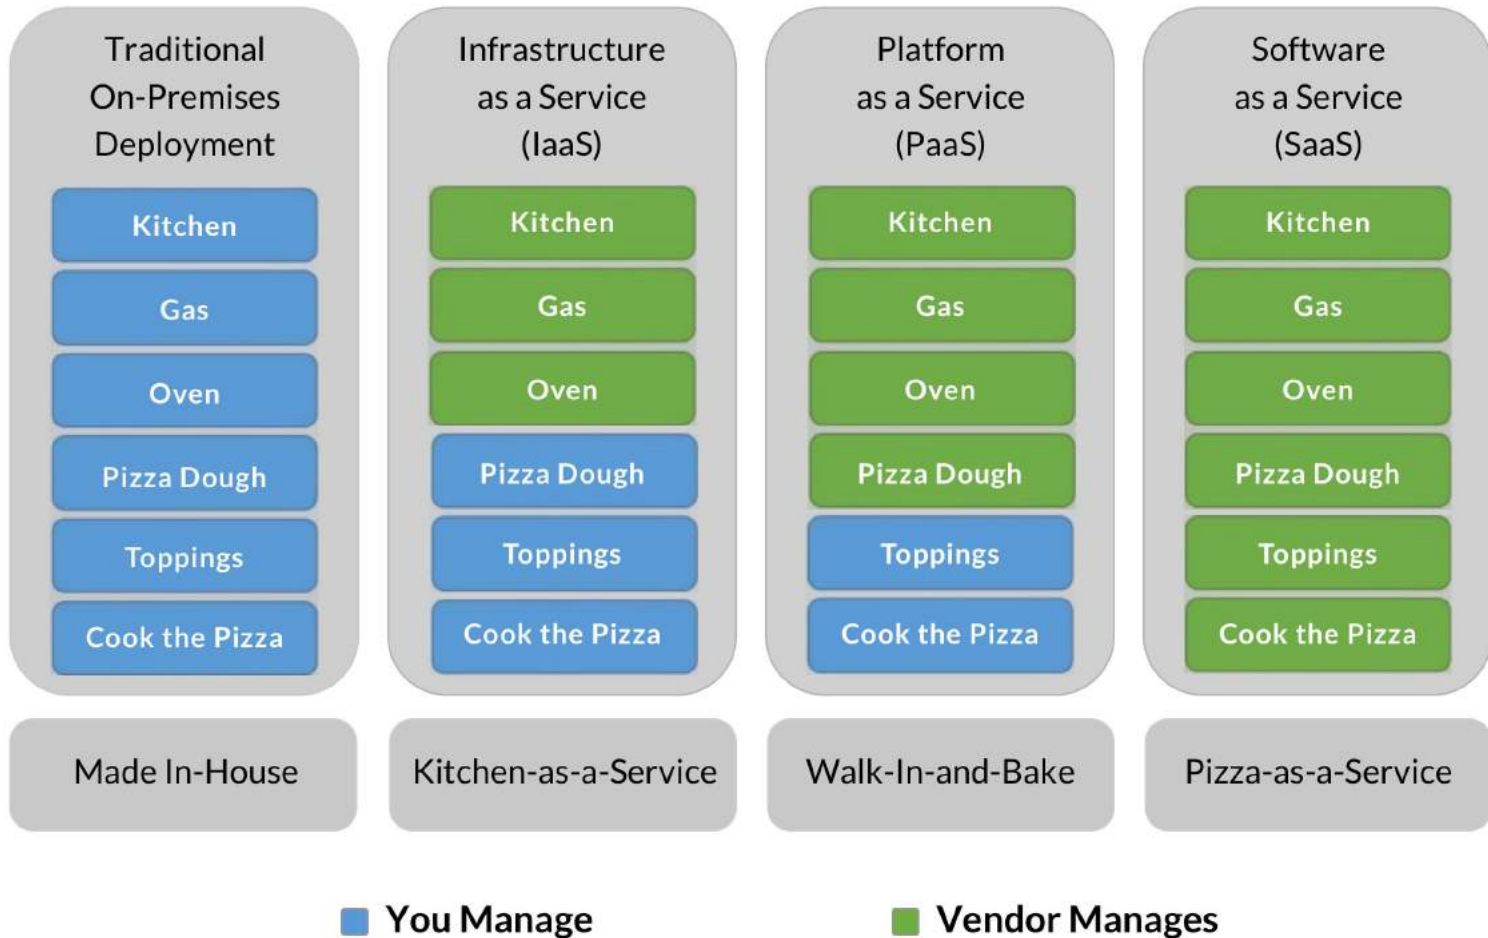 Traditional
On-Premises
Deployment
Kitchen
Gas
Oven
Pizza Dough
Toppings
Cook the Pizza
Made In-House
Infrastructure
as a Service
(IaaS)
Kitchen
Gas
Oven
Pizza Dough
Toppings
Cook the Pizza
Kitchen-as-a-Service
Platform
as a Service
(PaaS)
Kitchen
Gas
Oven
Pizza Dough
Toppings
Cook the Pizza
Walk-In-and-Bake
Software
as a Service
(SaaS)
Kitchen
Gas
Oven
Pizza Dough
Toppings
Cook the Pizza
Pizza-as-a-Service
You Manage
Vendor Manages